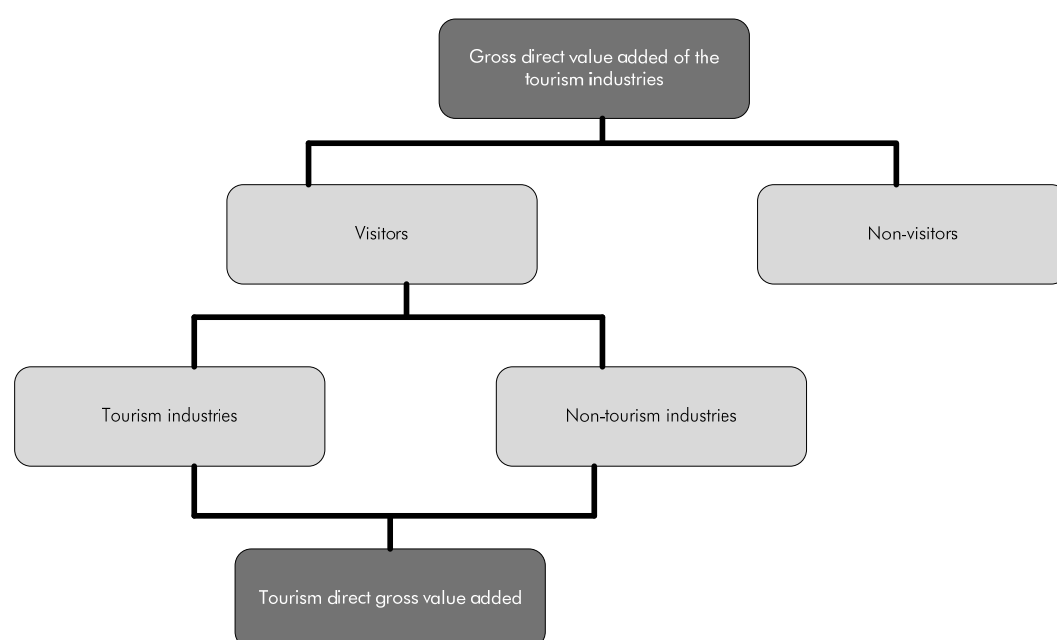 Gross direct value added of the
tourism industries
Visitors
Non-visitors
Tourism industries
Non-tourism industries
Tourism direct gross value added